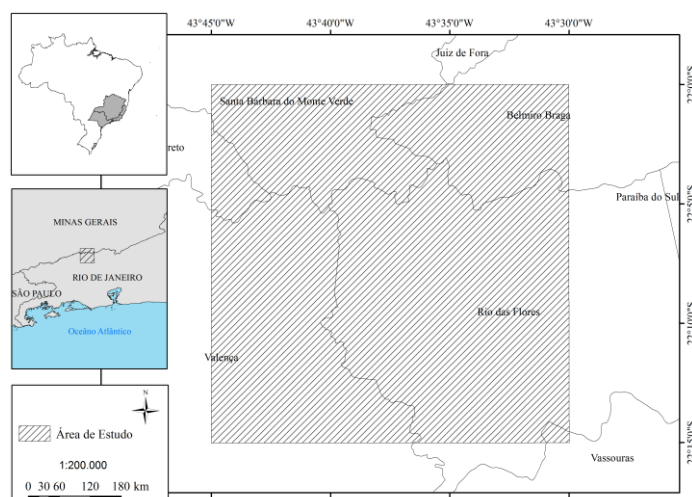 43°45'0"W 43°40'0"W 43°35'0"W 43°30'0"W
Juiz de Fora
Santa Bárbara do Monte Verde
Belmiro Braga
reto
Paraíba do Sul
MINAS GERAIS
RIO DE JANEIRO
SÃO PAULO
Oceâno Atlântico
Rio das Flores
Valença
N
Área de Estudo
Vassouras
1:200.000
0 30 60 120 180 km